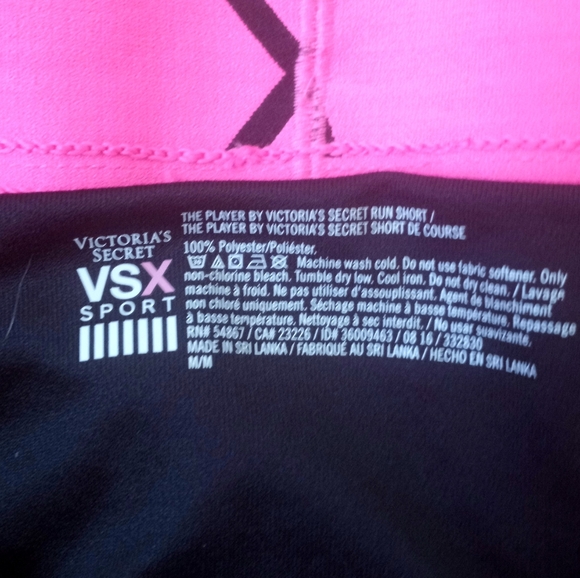 VICTORIA'S
SECRET
VSX
SPORT
THE PLAYER BY VICTORIA'S SECRET RUN SHORT /
THE PLAYER BY VICTORIA'S SECRET SHORT DE COURSE
100% Polyester/Poliéster.
Machine wash cold. Do not use fabric softener. Only
non-chlorine bleach. Tumble dry low. Cool iron. Do not dry clean. / Lavage
machine à froid. Ne pas utiliser d'assouplissant. Agent de blanchiment
non chloré uniquement. Séchage machine à basse température. Repassage
à basse température. Nettoyage à sec interdit. / No usar suavizante.
RN# 54867 / CA# 23226 / ID# 36009463 / 08 16 / 332830
MADE IN SRI LANKA / FABRIQUÉ AU SRI LANKA / HECHO EN SRI LANKA
M/M